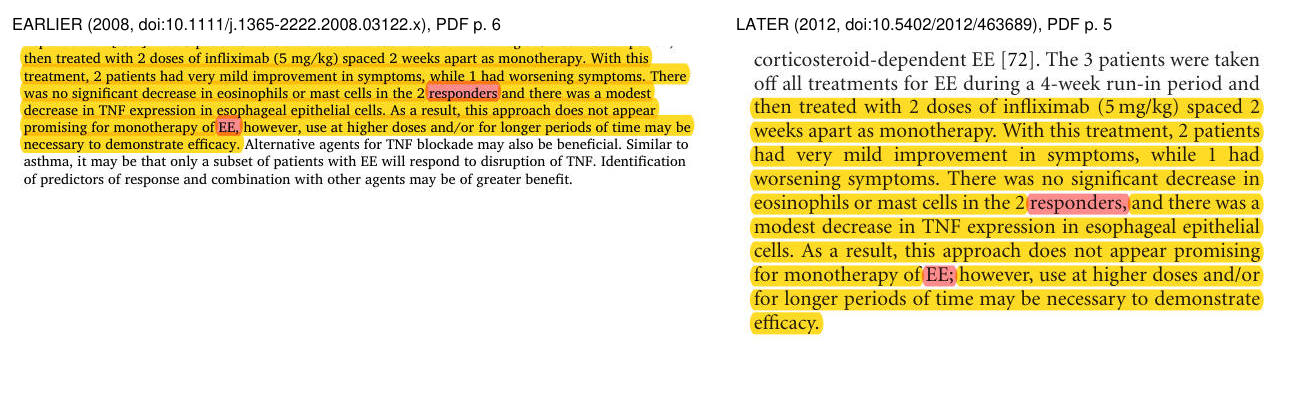 EARLIER (2008, doi:10.1111/j.1365-2222.2008.03122.x), PDF p. 6
then treated with 2 doses of infliximab (5 mg/kg) spaced 2 weeks apart as monotherapy. With this
treatment, 2 patients had very mild improvement in symptoms, while 1 had worsening symptoms. There
was no significant decrease in eosinophils or mast cells in the 2 responders and there was a modest
decrease in TNF expression in esophageal epithelial cells. As a result, this approach does not appear
promising for monotherapy of EE, however, use at higher doses and/or for longer periods of time may be
necessary to demonstrate efficacy. Alternative agents for TNF blockade may also be beneficial. Similar to
asthma, it may be that only a subset of patients with EE will respond to disruption of TNF. Identification
of predictors of response and combination with other agents may be of greater benefit.
LATER (2012, doi:10.5402/2012/463689), PDF p. 5
corticosteroid-dependent EE [72]. The 3 patients were taken
off all treatments for EE during a 4-week run-in period and
then treated with 2 doses of infliximab (5 mg/kg) spaced 2
weeks apart as monotherapy. With this treatment, 2 patients
had very mild improvement in symptoms, while 1 had
worsening symptoms. There was no significant decrease in
eosinophils or mast cells in the 2 responders, and there was a
modest decrease in TNF expression in esophageal epithelial
cells. As a result, this approach does not appear promising
for monotherapy of EE; however, use at higher doses and/or
for longer periods of time may be necessary to demonstrate
efficacy.